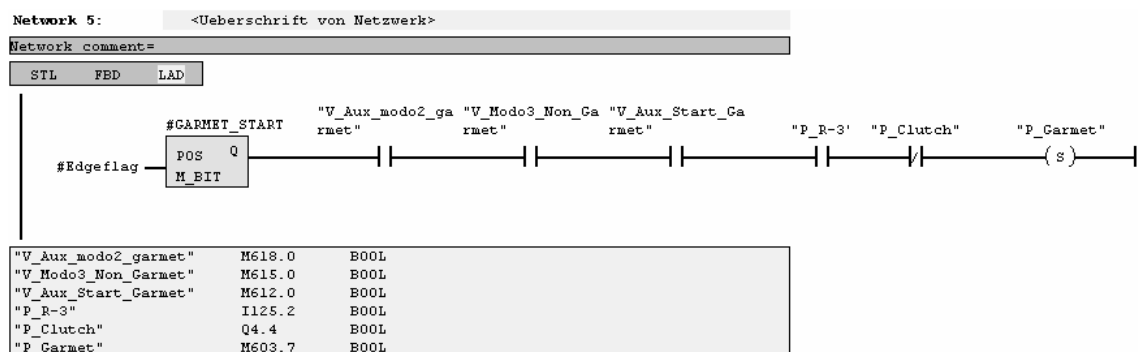 Network 5: <Ueberschrift von Netzwerk>
Network comment=
STL FBD LAD
"V_Aux_modo2_ga "V_Modo3_Non_Ga "V_Aux_Start_Ga
#GARMET_START rmet" rmet" rmet" "P_R-3' "P_Clutch" "P_Garmet"
POS Q
#Edgeflag M_BIT
( S )
"V_Aux_modo2_garmet" M618.0 BOOL
"V_Modo3_Non_Garmet" M615.0 BOOL
"V_Aux_Start_Garmet" M612.0 BOOL
"P_R-3" I125.2 BOOL
"P_Clutch" Q4.4 BOOL
"P_Garmet" M603.7 BOOL